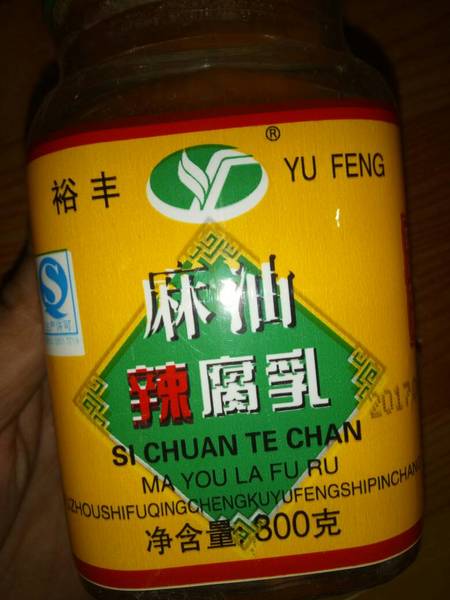 裕丰 ® YU FENG
麻油
辣腐乳
2017
SI CHUAN TE CHAN
MA YOU LA FU RU
ZHOUSHIFUQINGCHENGKUYUFENGSHIPINCHANG
净含量:300克